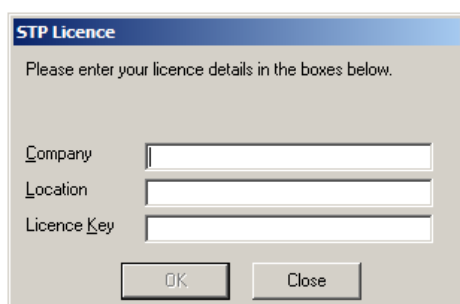 STP Licence
Please enter your licence details in the boxes below.
Company
Location
Licence Key
OK Close